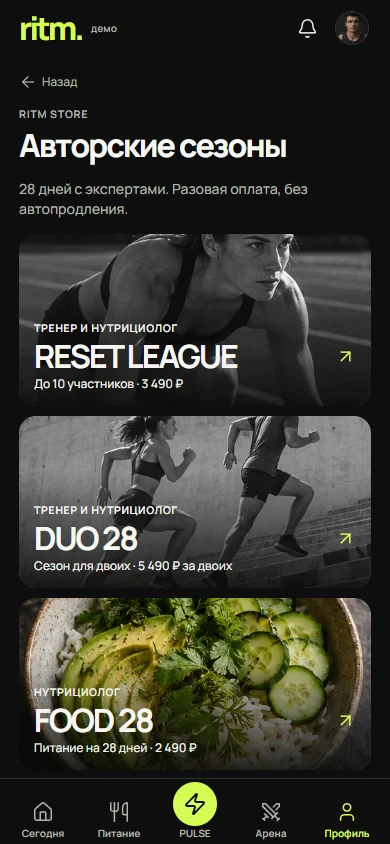 ritm. демо
Назад
RITM STORE
Авторские сезоны
28 дней с экспертами. Разовая оплата, без
автопродления.
ТРЕНЕР И НУТРИЦИОЛОГ
RESET LEAGUE
До 10 участников · 3 490 ₽
ТРЕНЕР И НУТРИЦИОЛОГ
DUO 28
Сезон для двоих · 5 490 ₽ за двоих
НУТРИЦИОЛОГ
FOOD 28
Питание на 28 дней · 2 490 ₽
Сегодня Питание PULSE Арена Профиль